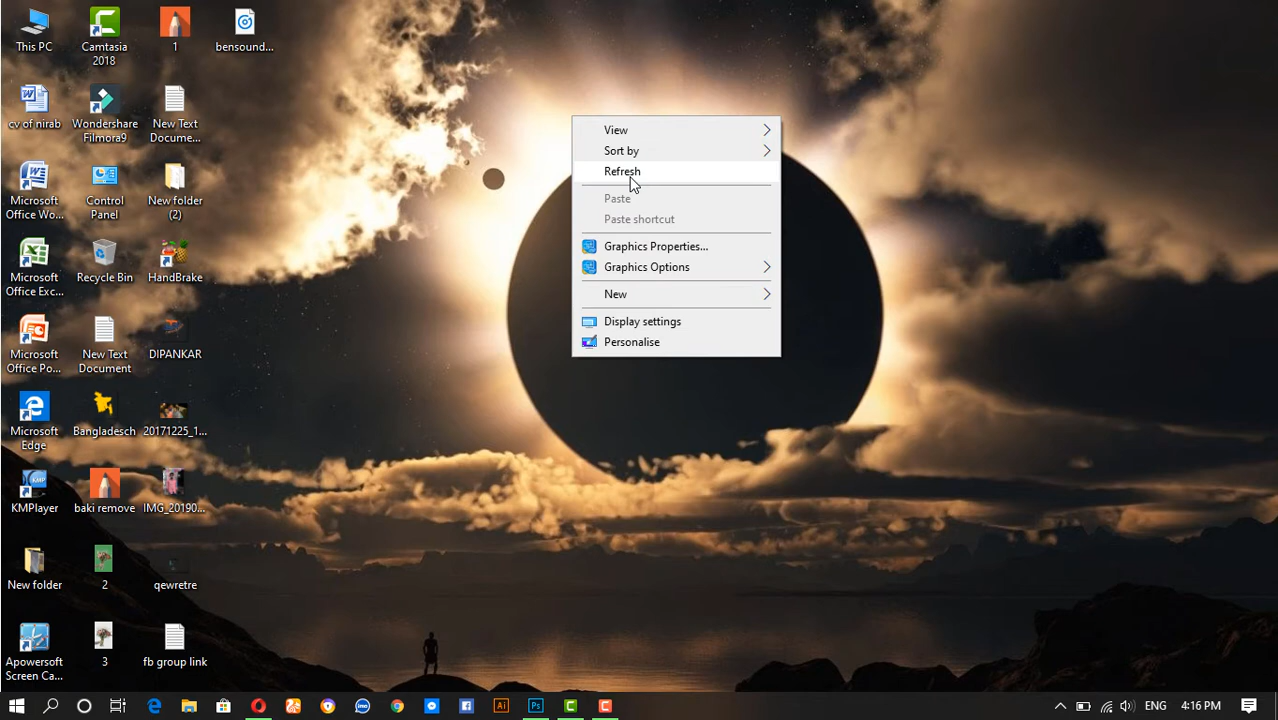 This PC
Camtasia
2018
1
bensound...
cv of nirab
Wondershare
Filmora9
New Text
Docume...
Microsoft
Office Wo...
Control
Panel
New folder
(2)
Microsoft
Office Exc...
Recycle Bin
HandBrake
Microsoft
Office Po...
New Text
Document
DIPANKAR
Microsoft
Edge
Bangladesch
20171225_1...
KMPlayer
baki remove
IMG_20190...
New folder
2
qewretre
Apowersoft
Screen Ca...
3
fb group link
View
Sort by
Refresh
Paste
Paste shortcut
Graphics Properties...
Graphics Options
New
Display settings
Personalise
ENG
4:16 PM